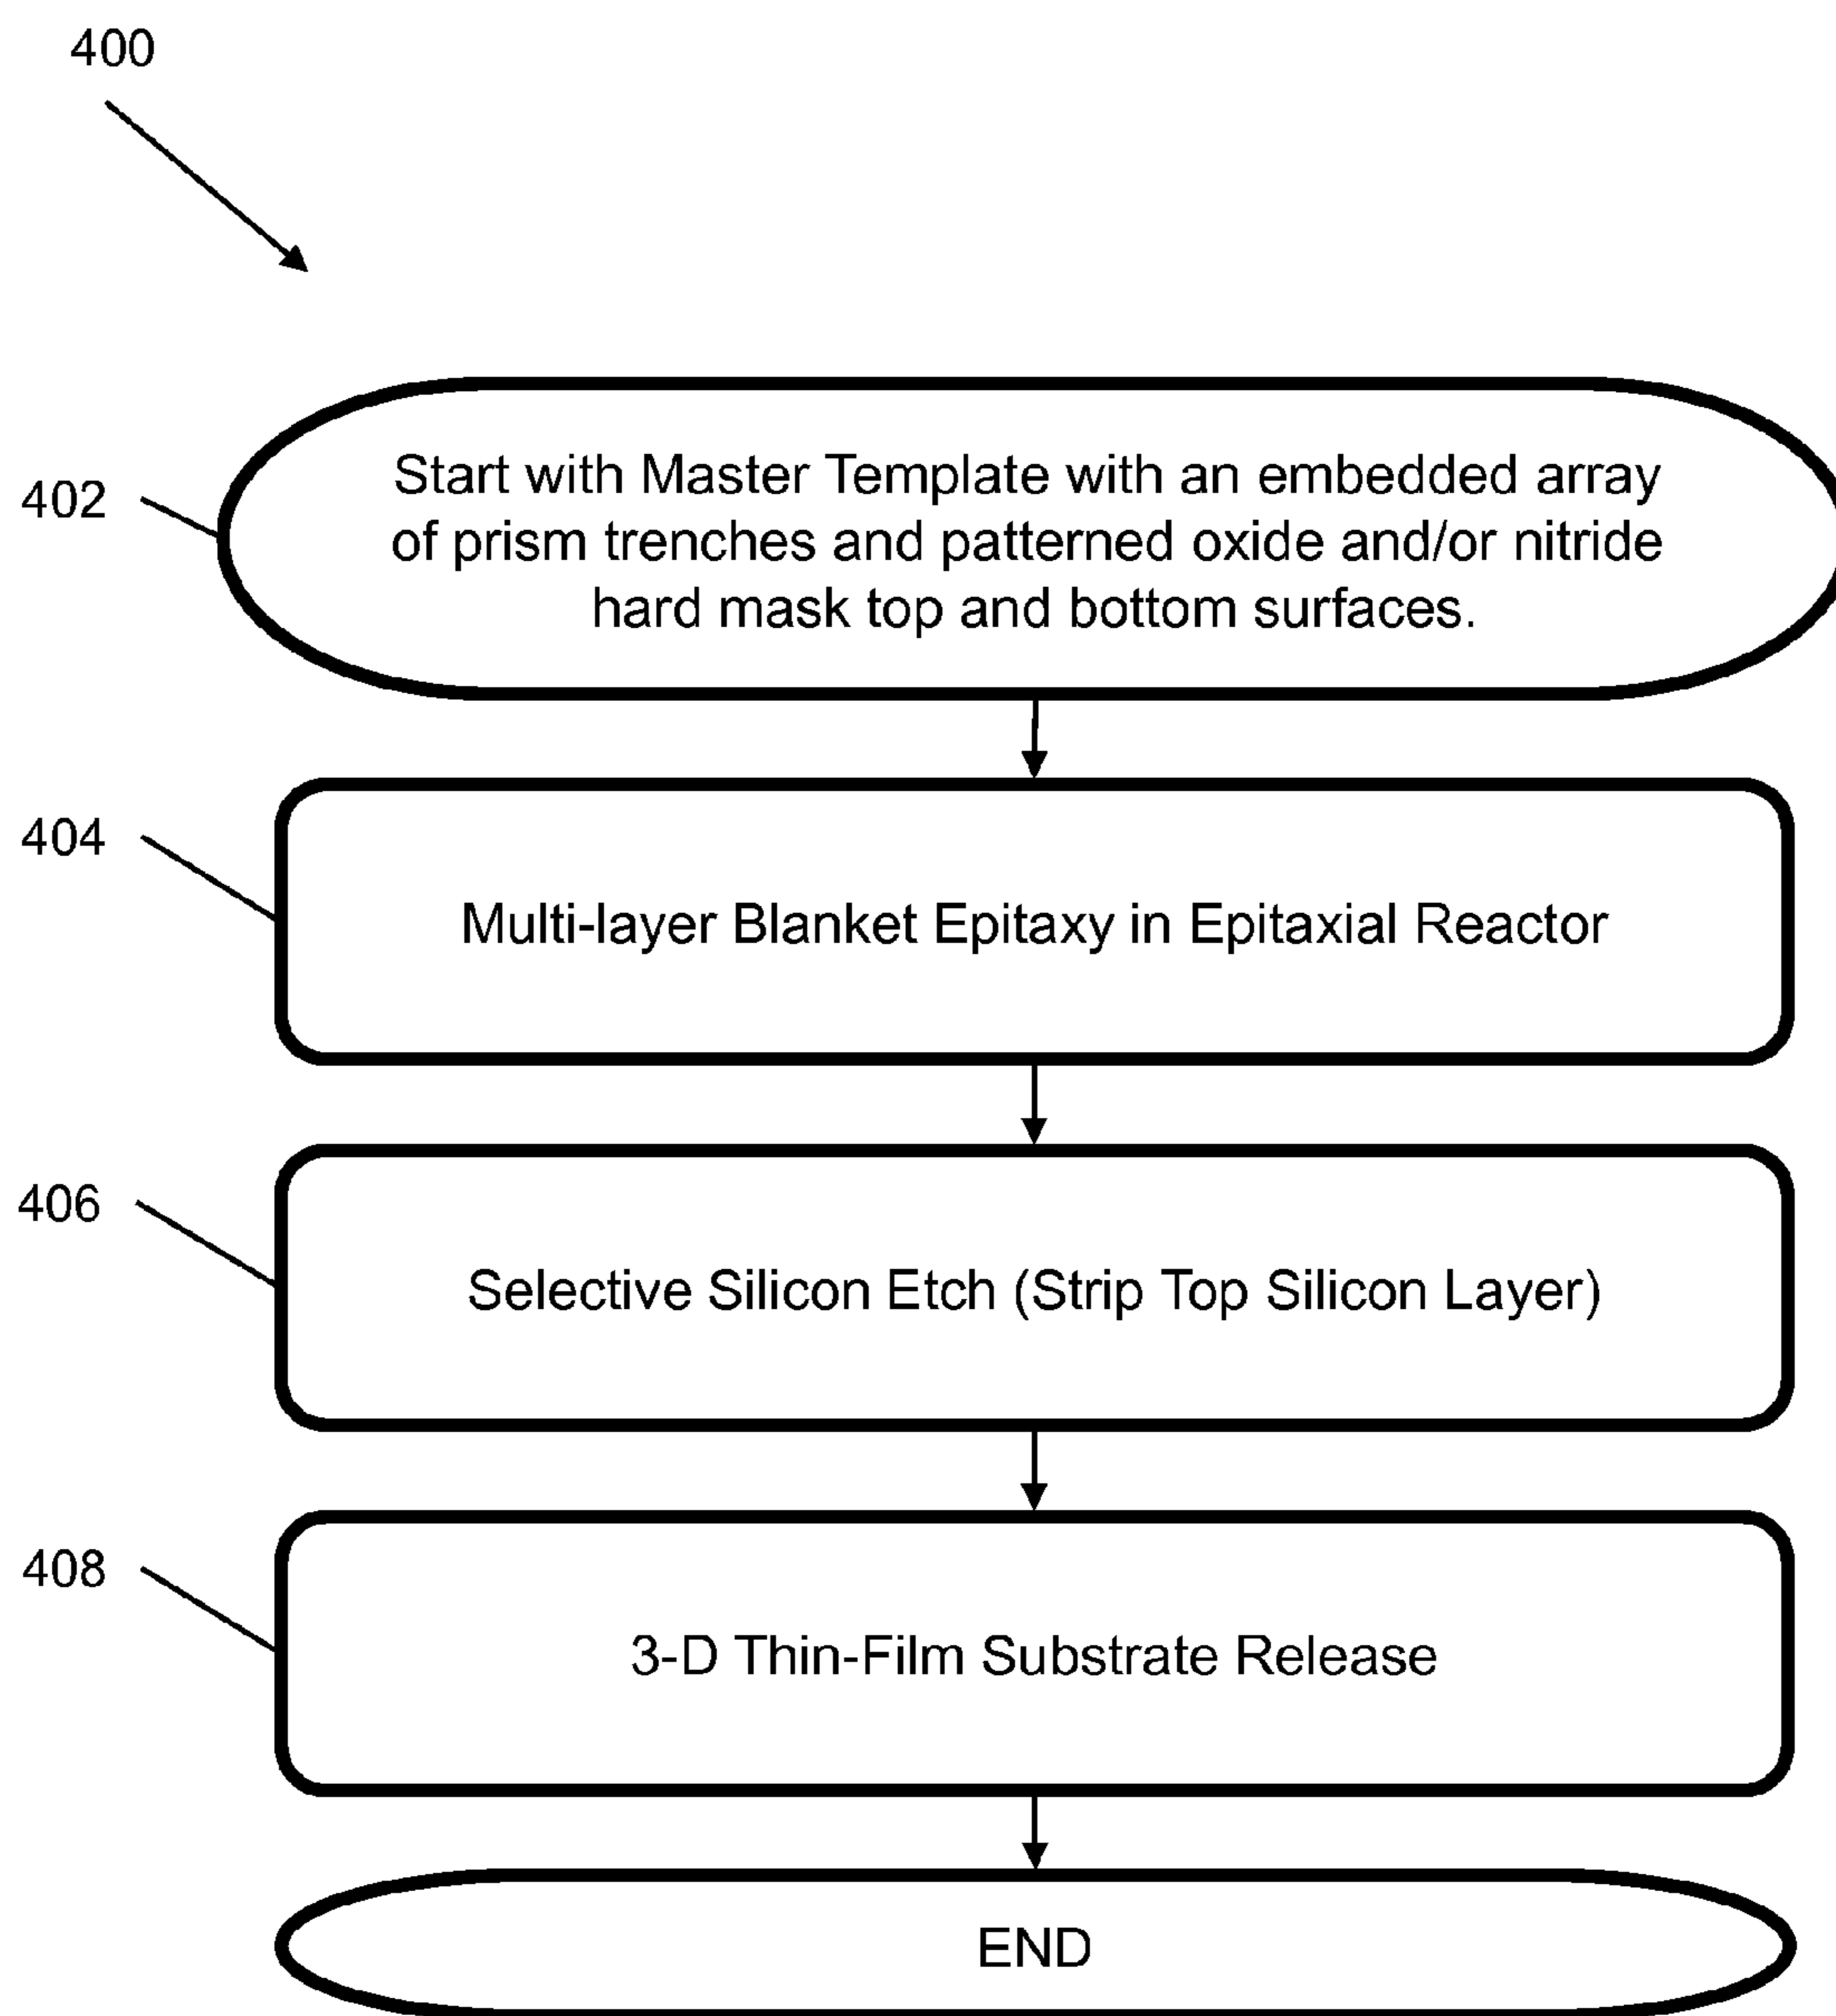 400
402
Start with Master Template with an embedded array
of prism trenches and patterned oxide and/or nitride
hard mask top and bottom surfaces.
404
Multi-layer Blanket Epitaxy in Epitaxial Reactor
406
Selective Silicon Etch (Strip Top Silicon Layer)
408
3-D Thin-Film Substrate Release
END